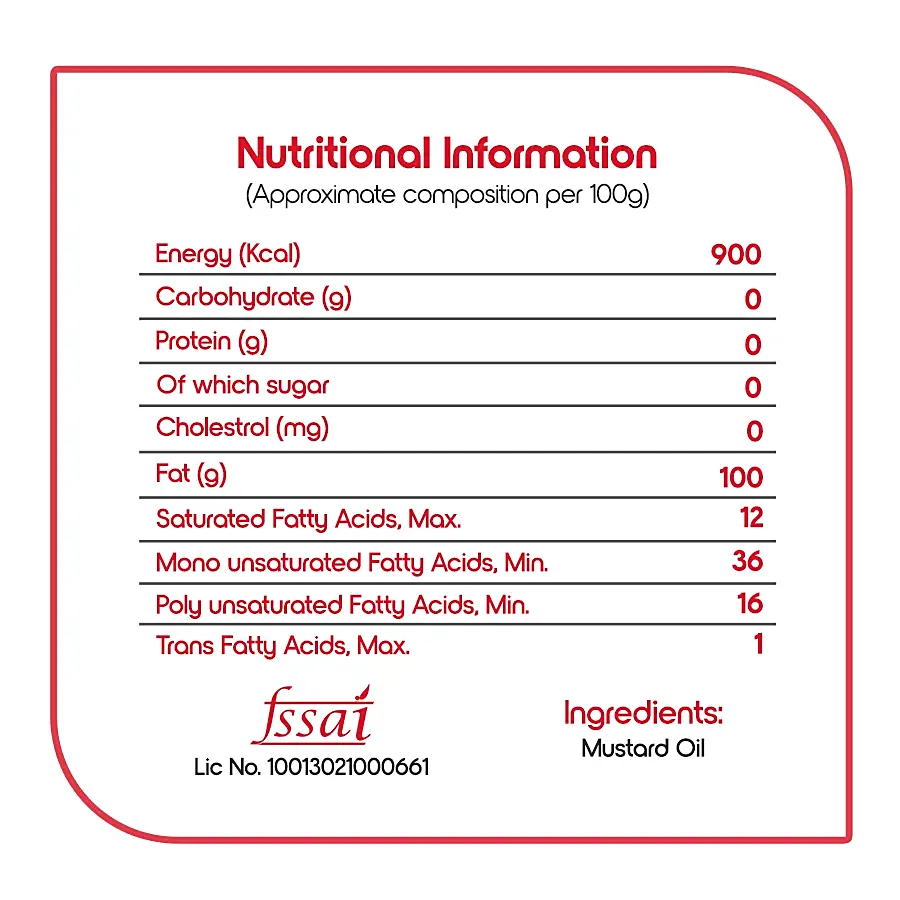 Nutritional Information
(Approximate composition per 100g)
Energy (Kcal) 900
Carbohydrate (g) 0
Protein (g) 0
Of which sugar 0
Cholestrol (mg) 0
Fat (g) 100
Saturated Fatty Acids, Max. 12
Mono unsaturated Fatty Acids, Min. 36
Poly unsaturated Fatty Acids, Min. 16
Trans Fatty Acids, Max. 1
fssai
Lic No. 10013021000661
Ingredients:
Mustard Oil